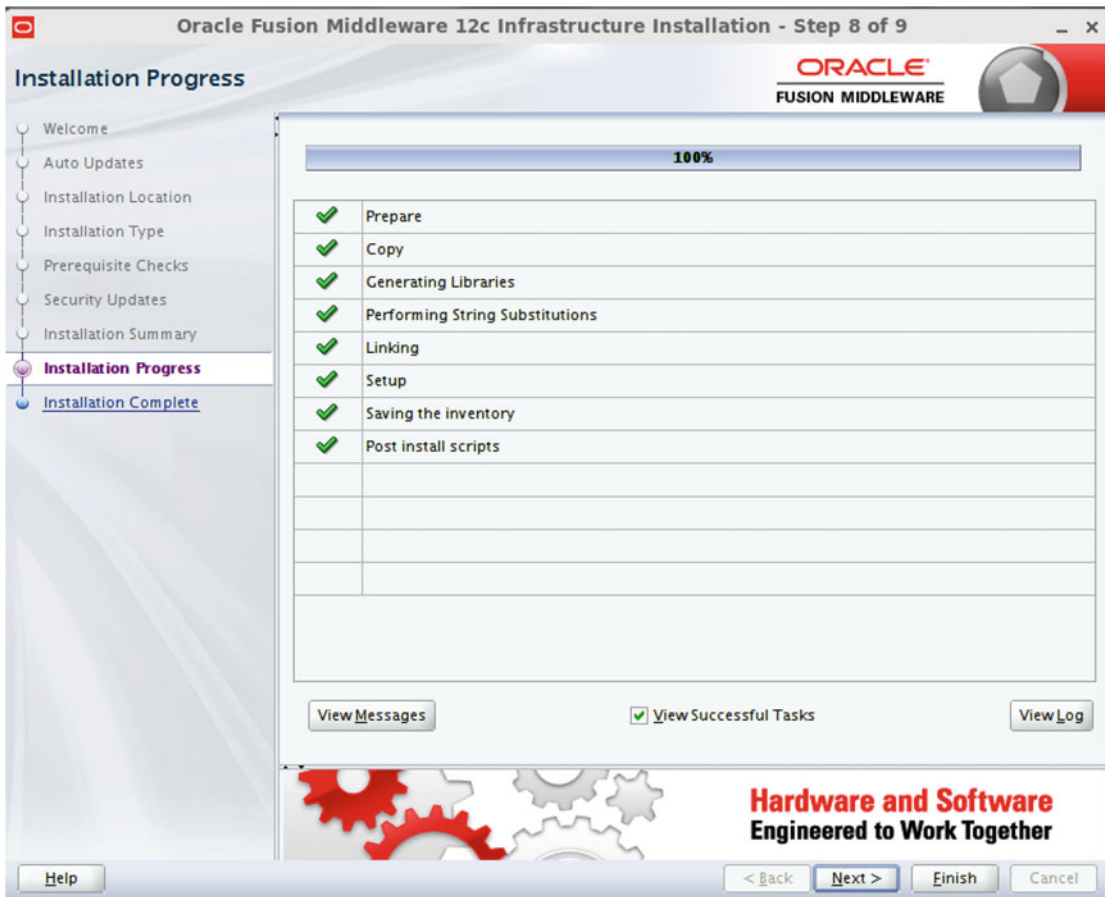 Oracle Fusion Middleware 12c Infrastructure Installation - Step 8 of 9
Installation Progress
ORACLE
FUSION MIDDLEWARE
Welcome
Auto Updates
Installation Location
Installation Type
Prerequisite Checks
Security Updates
Installation Summary
Installation Progress
Installation Complete
100%
Prepare
Copy
Generating Libraries
Performing String Substitutions
Linking
Setup
Saving the inventory
Post install scripts
View Messages
View Successful Tasks
View Log
Hardware and Software
Engineered to Work Together
Help
< Back
Next >
Finish
Cancel